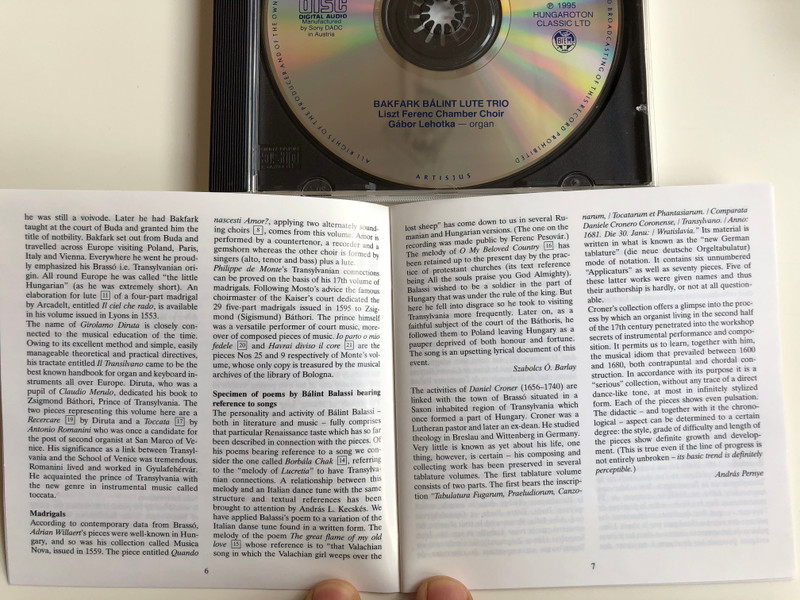 DISC
DIGITAL AUDIO
Manufactured
by Sony DADC
in Austria
℗ 1995
HUNGAROTON
CLASSIC LTD
BIEM
BAKFARK BÁLINT LUTE TRIO
Liszt Ferenc Chamber Choir
Gábor Lehotka — organ
he was still a voivode. Later he had Bakfark
taught at the court of Buda and granted him the
title of notbility. Bakfark set out from Buda and
travelled across Europe visiting Poland, Paris,
Italy and Vienna. Everywhere he went he proud-
ly emphasized his Brassó i.e. Transylvanian ori-
gin. All round Europe he was called "the little
Hungarian" (as he was extremely short). An
elaboration for lute 11 of a four-part madrigal
by Arcadelt, entitled Il ciel che rado, is available
in his volume issued in Lyons in 1553.
The name of Girolamo Diruta is closely con-
nected to the musical education of the time.
Owing to its excellent method and simple, easily
manageable theoretical and practical directives,
his tractate entitled Il Transilvano came to be the
best known handbook for organ and keyboard in-
struments all over Europe. Diruta, who was a
pupil of Claudio Merulo, dedicated his book to
Zsigmond Báthori, Prince of Transylvania. The
two pieces representing this volume here are a
Recercare 19 by Diruta and a Toccata 17 by
Antonio Romanini who was once a candidate for
the post of second organist at San Marco of Ve-
nice. His significance as a link between Transyl-
vania and the School of Venice was tremendous.
Romanini lived and worked in Gyulafehérvár.
He acquainted the prince of Transylvania with
the new genre in instrumental music called
toccata.
Madrigals
According to contemporary data from Brassó,
Adrian Willaert's pieces were well-known in Hun-
gary, and so was his collection called Musica
Nova, issued in 1559. The piece entitled Quando
nascesti Amor?, applying two alternately sound-
ing choirs 8, comes from this volume. Amor is
performed by a countertenor, a recorder and a
gemshorn whereas the other choir is formed by
singers (alto, tenor and bass) plus a lute.
Philippe de Monte's Transylvanian connections
can be proved on the basis of his 17th volume of
madrigals. Following Mosto's advice the famous
choirmaster of the Kaiser's court dedicated the
29 five-part madrigals issued in 1595 to Zsig-
mond (Sigismund) Báthori. The prince himself
was a versatile performer of court music, more-
over of composed pieces of music. Io parto o mio
fedele 20 and Havrai diviso il core 21 are the
pieces Nos 25 and 9 respectively of Monte's vol-
ume, whose only copy is treasured by the musical
archives of the library of Bologna.
Specimen of poems by Bálint Balassi bearing
reference to songs
The personality and activity of Bálint Balassi –
both in literature and music – fully comprises
that particular Renaissance taste which has so far
been described in connection with the pieces. Of
his poems bearing reference to a song we con-
sider the one called Borbíla Chak 14, referring
to the "melody of Lucretia" to have Transylva-
nian connections. A relationship between this
melody and an Italian dance tune with the same
structure and textual references has been
brought to attention by András L. Kecskés. We
have applied Balassi's poem to a variation of the
Italian danse tune found in a written form. The
melody of the poem The great flame of my old
love 15 whose reference is to "that Valachian
song in which the Valachian girl weeps over the
6
lost sheep" has come down to us in several Ru-
manian and Hungarian versions. (The one on the
recording was made public by Ferenc Pescvár.)
The melody of O My Beloved Country 16 has
been retained up to the present day by the prac-
tice of protestant churches (its text reference
being All the souls praise you God Almighty).
Balassi wished to be a soldier in the part of
Hungary that was under the rule of the king. But
here he fell into disgrace so he took to visiting
Transylvania more frequently. Later on, as a
faithful subject of the court of the Báthoris, he
followed them to Poland leaving Hungary as a
pauper deprived of both honour and fortune.
The song is an upsetting lyrical document of this
event.
Szabolcs Ö. Barlay
The activities of Daniel Croner (1656–1740) are
linked with the town of Brassó situated in a
Saxon inhabited region of Transylvania which
once formed a part of Hungary. Croner was a
Lutheran pastor and later an ex-dean. He studied
theology in Breslau and Wittenberg in Germany.
Very little is known as yet about his life, one
thing, however, is certain – his composing and
collecting work has been preserved in several
tablature volumes. The first tablature volume
consists of two parts. The first bears the inscrip-
tion "Tabulatura Fugarum, Praeludiorum, Canzo-
narum, / Tocatarum et Phantasiarum. / Comparata
Daniele Cronero Coronense, / Transylvano. / Anno:
1681. Die 30. Janu: / Wratislavia." Its material is
written in what is known as the "new German
tablature" (die neue deutsche Orgeltabulatur)
mode of notation. It contains six unnumbered
"Applicaturs" as well as seventy pieces. Five of
these latter works were given names and thus
their authorship is hardly, or not at all question-
able.
Croner's collection offers a glimpse into the proc-
ess by which an organist living in the second half
of the 17th century penetrated into the workshop
secrets of instrumental performance and compo-
sition. It permits us to learn, together with him,
the musical idiom that prevailed between 1600
and 1680, both contrapuntal and chordal con-
struction. In accordance with its purpose it is a
"serious" collection, without any trace of a direct
dance-like tone, at most in infinitely stylized
form. Each of the pieces shows even pulsation.
The didactic – and together with it the chrono-
logical – aspect can be determined to a certain
degree: the style, grade of difficulty and length of
the pieces show definite growth and develop-
ment. (This is true even if the line of progress is
not entirely unbroken – its basic trend is definitely
perceptible.)
András Pernye
7